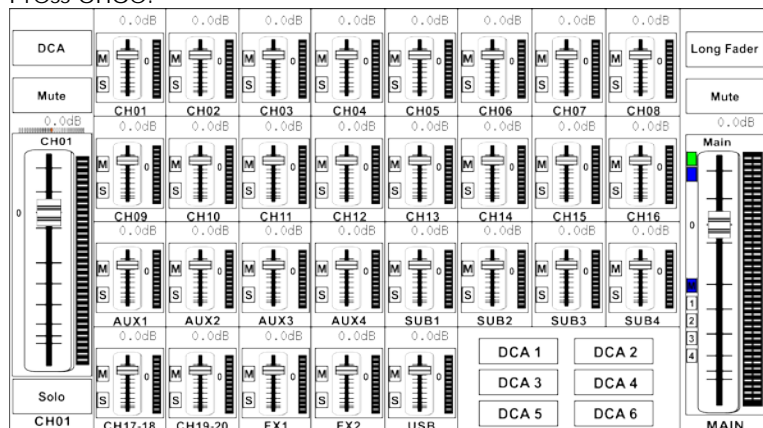 0.0dB 0.0dB 0.0dB 0.0dB 0.0dB 0.0dB 0.0dB 0.0dB
DCA
Long Fader
M 0 M 0 M 0 M 0 M 0 M 0 M 0 M 0
S S S S S S S S
Mute
Mute
CH01 CH02 CH03 CH04 CH05 CH06 CH07 CH08
0.0dB 0.0dB 0.0dB 0.0dB 0.0dB 0.0dB 0.0dB 0.0dB 0.0dB 0.0dB
CH01
Main
M 0 M 0 M 0 M 0 M 0 M 0 M 0 M 0
S S S S S S S S
0
CH09 CH10 CH11 CH12 CH13 CH14 CH15 CH16
0.0dB 0.0dB 0.0dB 0.0dB 0.0dB 0.0dB 0.0dB 0.0dB
0
M 0 M 0 M 0 M 0 M 0 M 0 M 0 M 0
S S S S S S S S
M
1
2
3
4
AUX1 AUX2 AUX3 AUX4 SUB1 SUB2 SUB3 SUB4
0.0dB 0.0dB 0.0dB 0.0dB 0.0dB
DCA 1 DCA 2
M 0 M 0 M 0 M 0 M 0
DCA 3 DCA 4
S S S S S
Solo
DCA 5 DCA 6
CH01
CH17-18 CH19-20 FX1 FX2 USB
MAIN